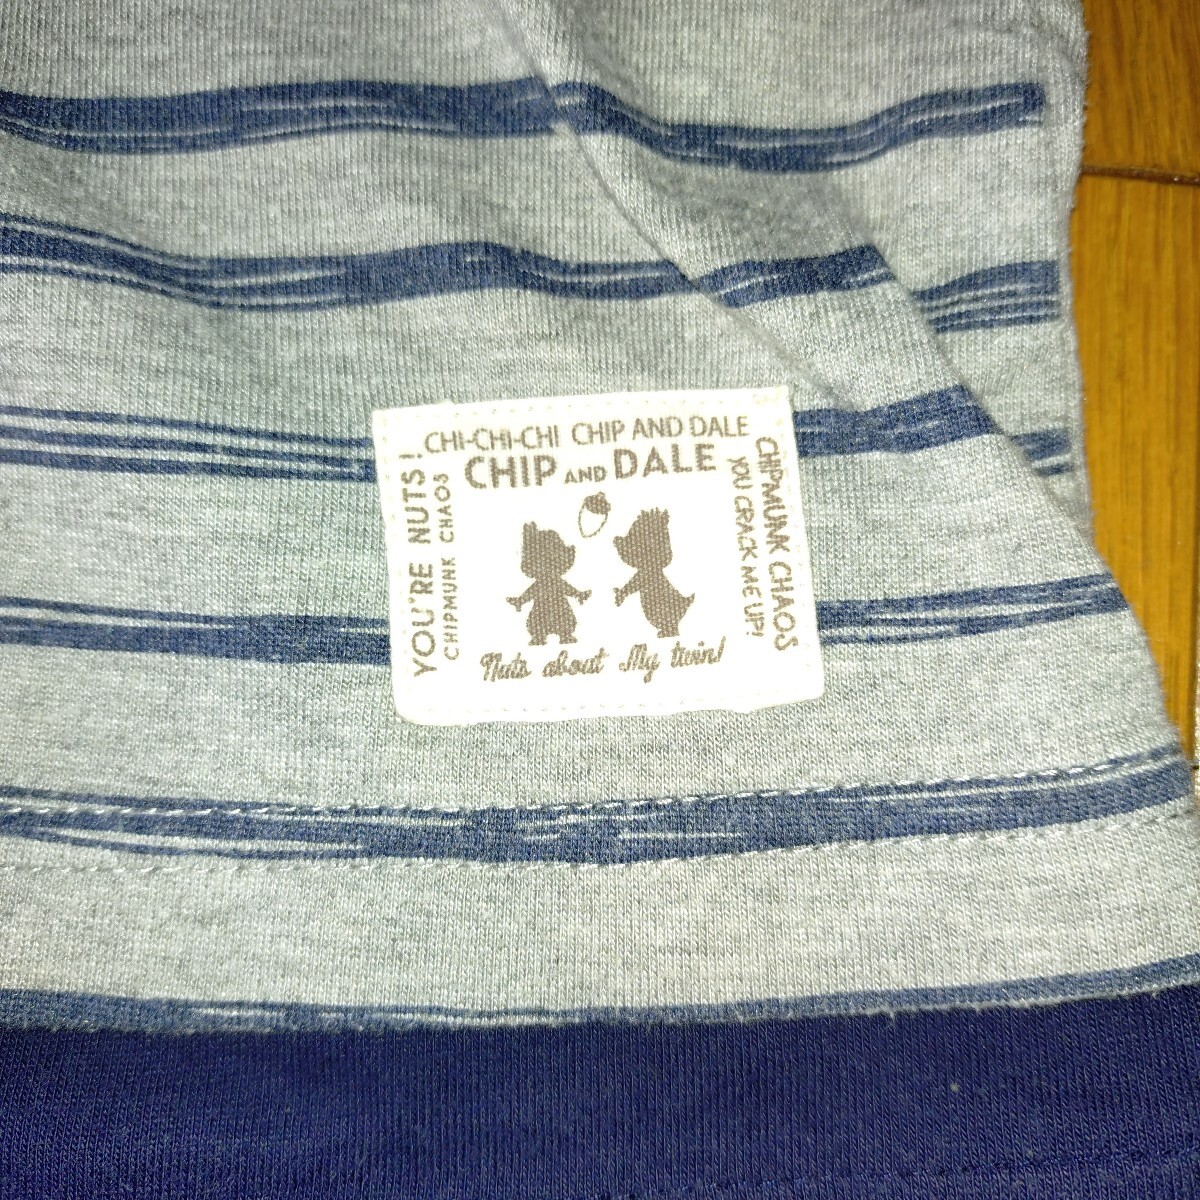 CHI-CHI-CHI CHIP AND DALE
CHIP AND DALE
YOU'RE NUTS!
CHIPMUNK CHAOS
CHIPMUNK CHAOS
YOU CRACK ME UP!
Nuts about My twin!